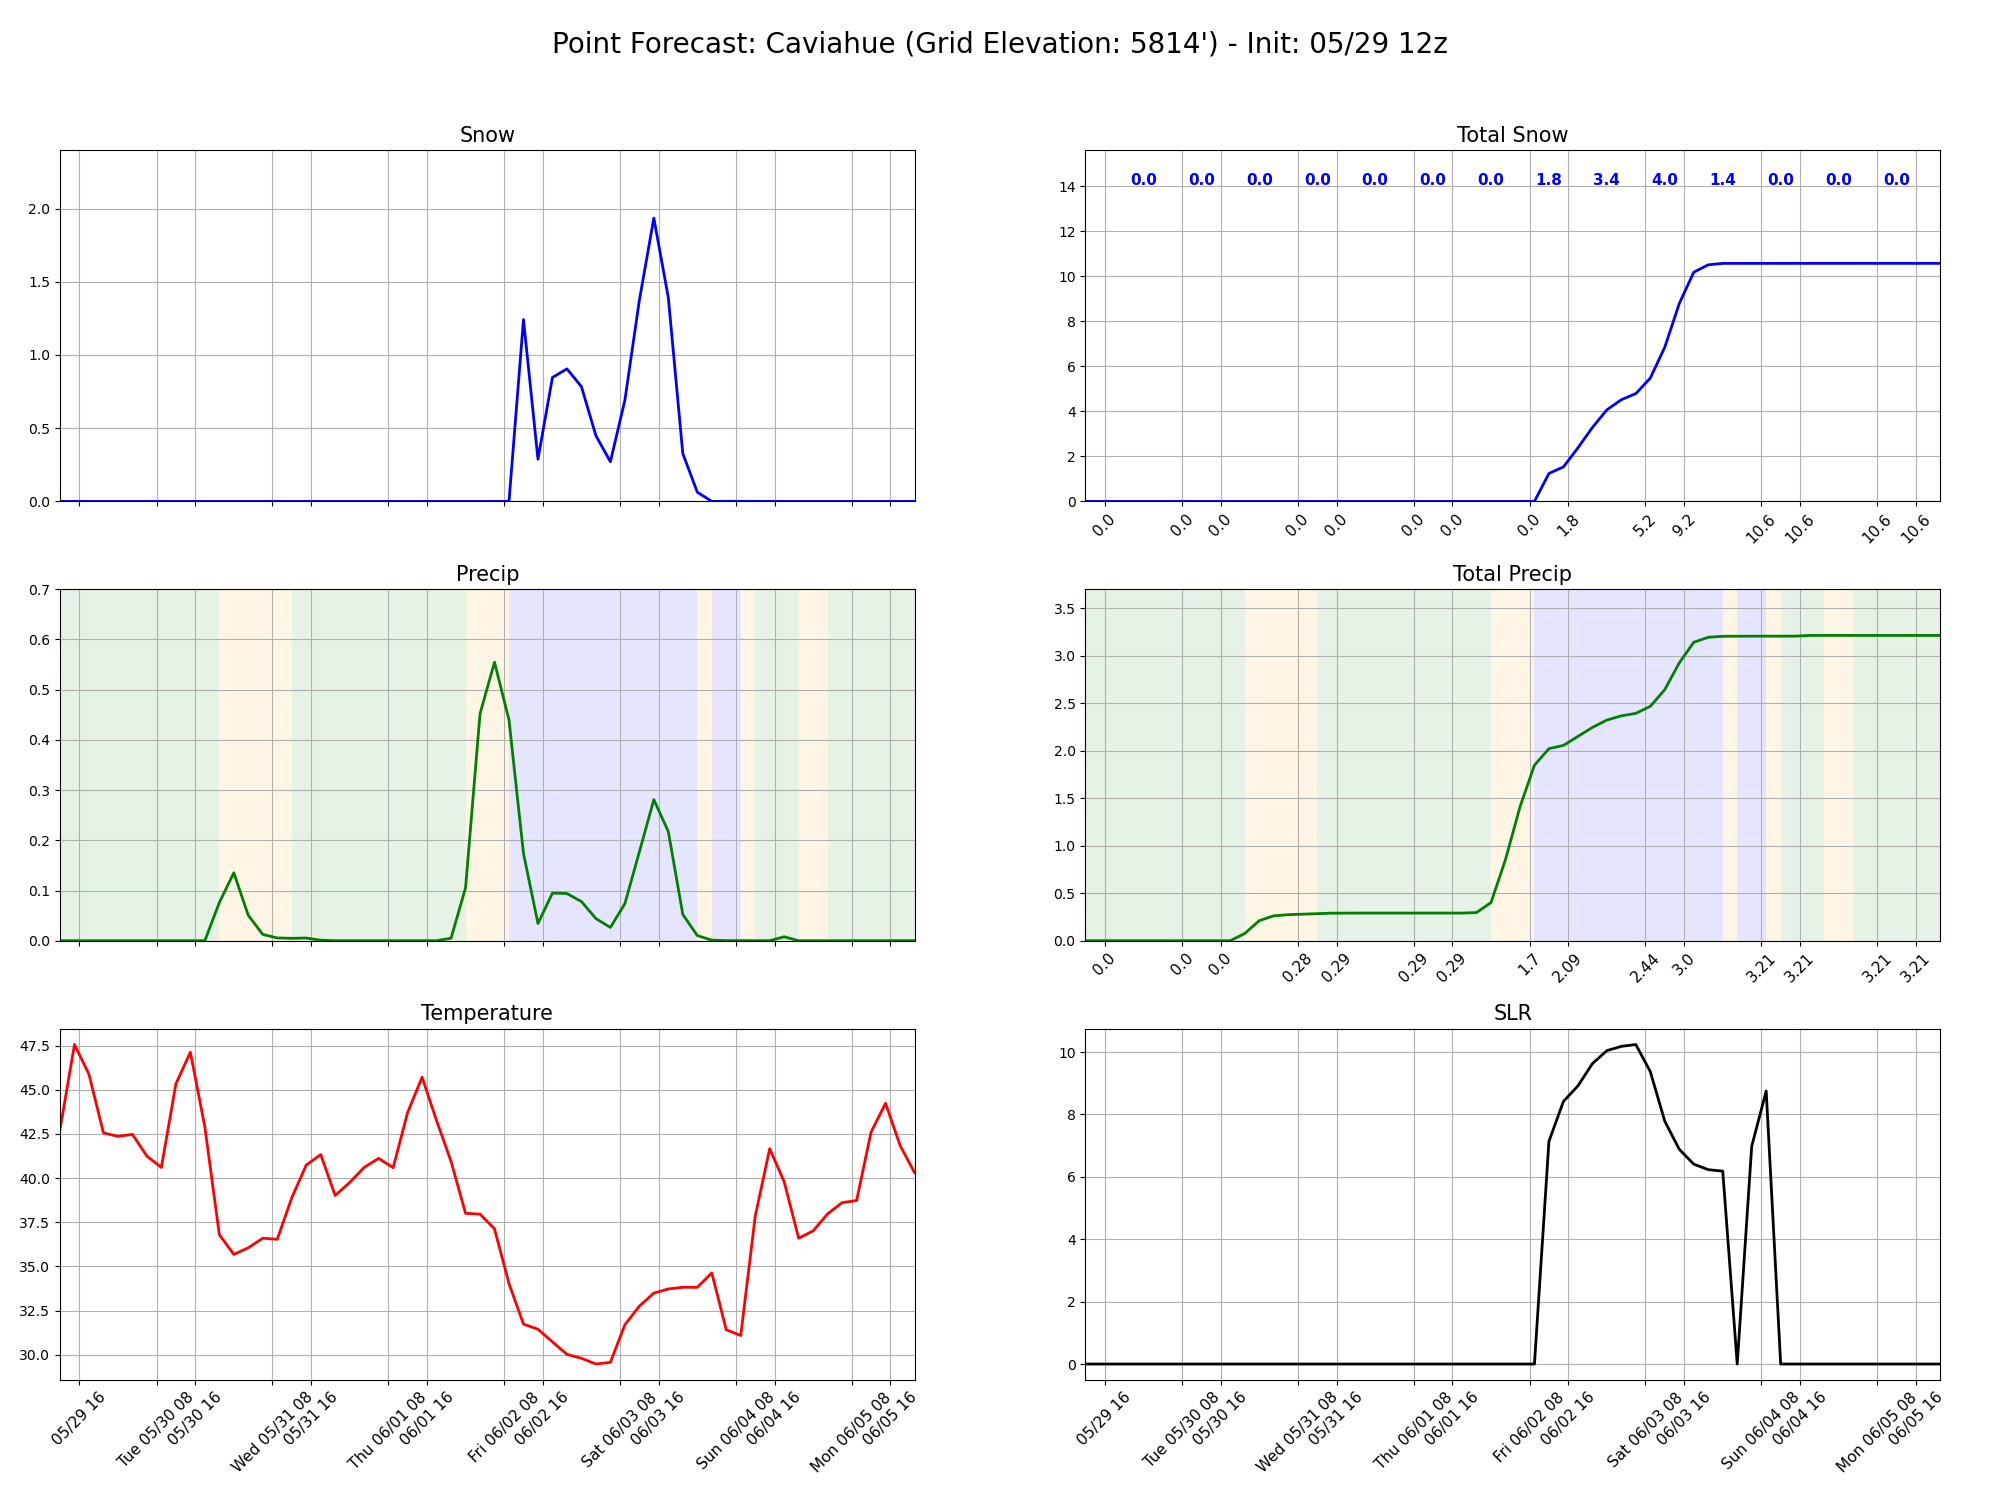 Point Forecast: Caviahue (Grid Elevation: 5814') - Init: 05/29 12z
Snow
2.0
1.5
1.0
0.5
0.0
Total Snow
0.0 0.0 0.0 0.0 0.0 0.0 0.0 1.8 3.4 4.0 1.4 0.0 0.0 0.0
14
12
10
8
6
4
2
0
0.0 0.0 0.0 0.0 0.0 0.0 0.0 0.0 1.8 5.2 9.2 10.6 10.6 10.6 10.6
Precip
0.7
0.6
0.5
0.4
0.3
0.2
0.1
0.0
Total Precip
3.5
3.0
2.5
2.0
1.5
1.0
0.5
0.0
0.0 0.0 0.0 0.28 0.29 0.29 0.29 1.7 2.09 2.44 3.0 3.21 3.21 3.21 3.21
Temperature
47.5
45.0
42.5
40.0
37.5
35.0
32.5
30.0
05/29 16
Tue 05/30 08
05/30 16
Wed 05/31 08
05/31 16
Thu 06/01 08
06/01 16
Fri 06/02 08
06/02 16
Sat 06/03 08
06/03 16
Sun 06/04 08
06/04 16
Mon 06/05 08
06/05 16
SLR
10
8
6
4
2
0
05/29 16
Tue 05/30 08
05/30 16
Wed 05/31 08
05/31 16
Thu 06/01 08
06/01 16
Fri 06/02 08
06/02 16
Sat 06/03 08
06/03 16
Sun 06/04 08
06/04 16
Mon 06/05 08
06/05 16